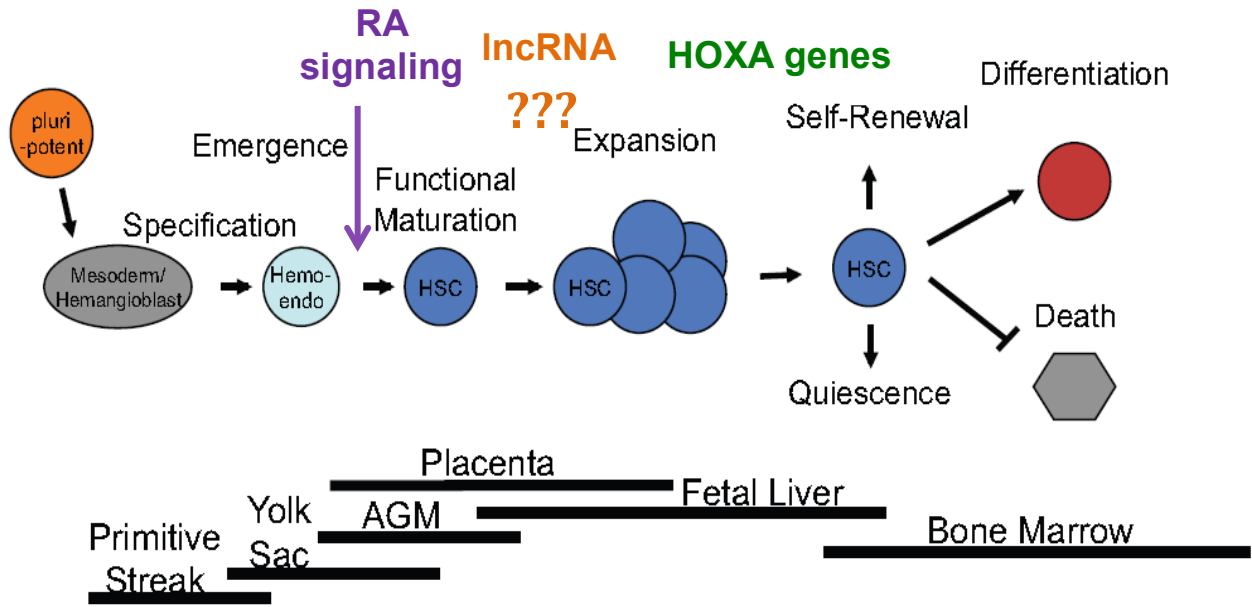 RA
signaling
lncRNA
???
HOXA genes
Differentiation
pluri
-potent
Emergence
Functional
Maturation
Expansion
Self-Renewal
Specification
Mesoderm/
Hemangioblast
Hemo-
endo
HSC
HSC
HSC
Death
Quiescence
Placenta
Fetal Liver
Yolk
Sac
AGM
Bone Marrow
Primitive
Streak